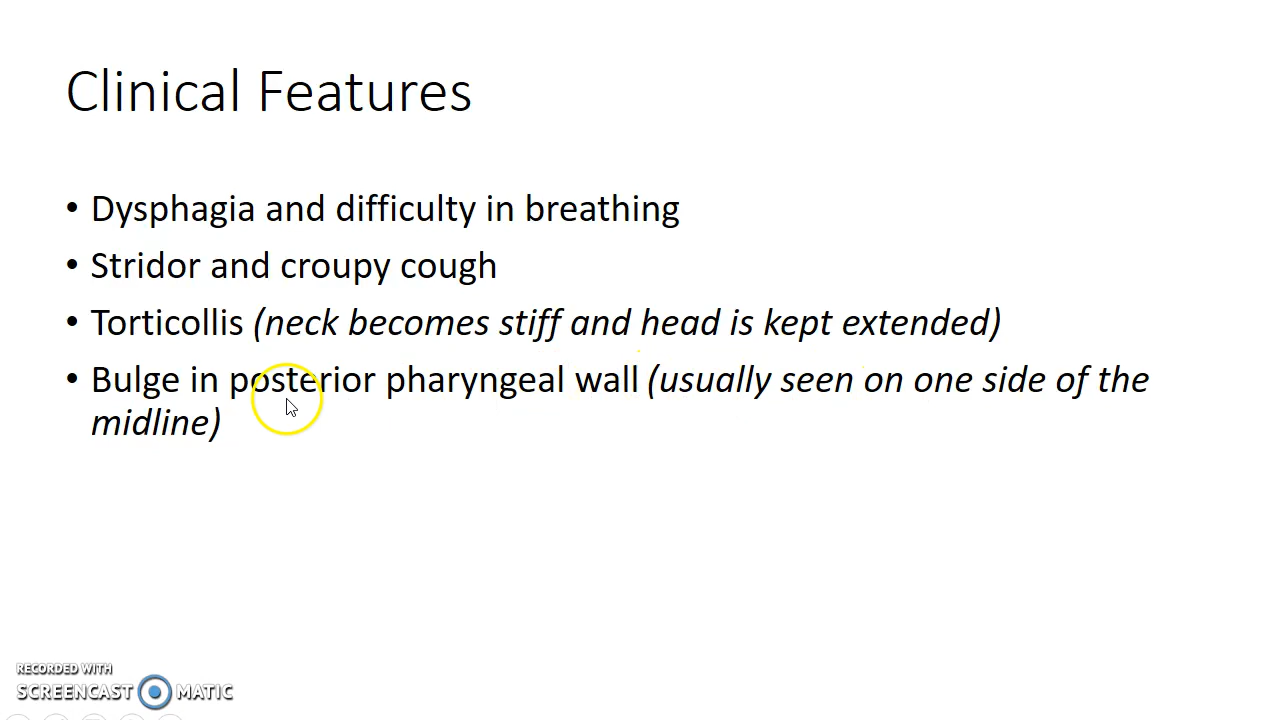 Clinical Features
• Dysphagia and difficulty in breathing
• Stridor and croupy cough
• Torticollis (neck becomes stiff and head is kept extended)
• Bulge in posterior pharyngeal wall (usually seen on one side of the
midline)
RECORDED WITH
SCREENCAST MATIC